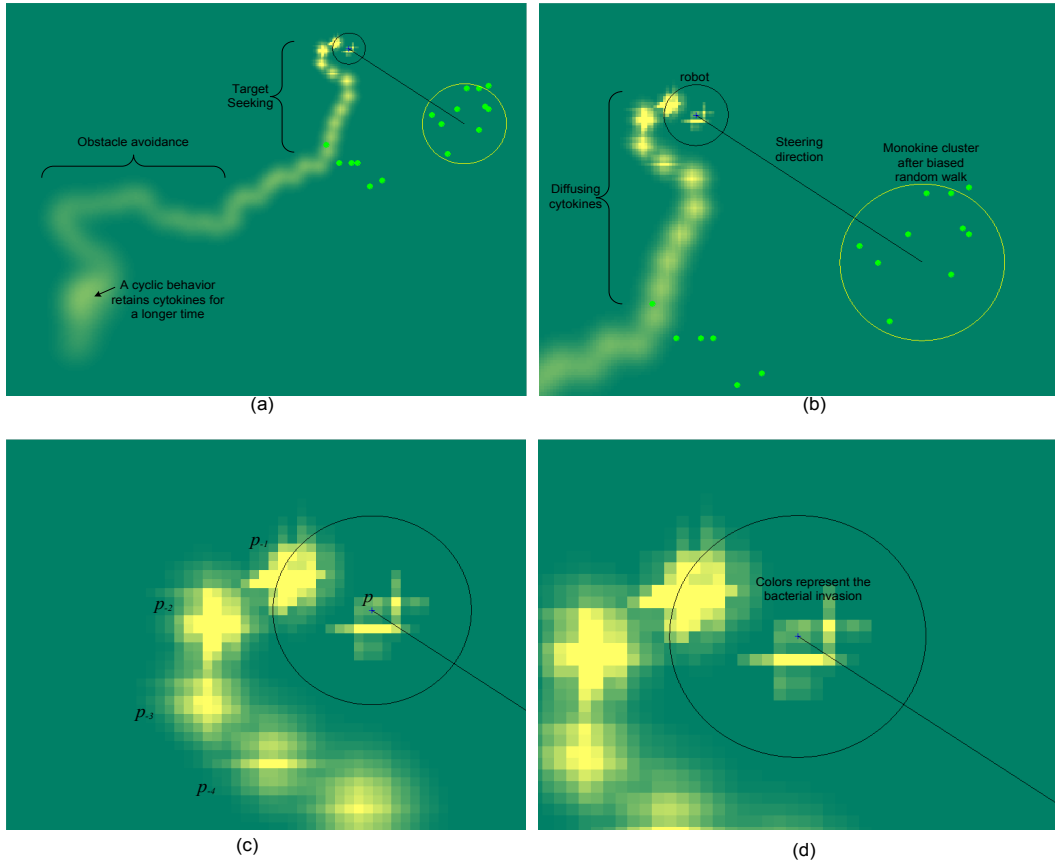 Target
Seeking
Obstacle avoidance
A cyclic behavior
retains cytokines for
a longer time
(a)
robot
Steering
direction
Monokine cluster
after biased
random walk
Diffusing
cytokines
(b)
p-1
p
p-2
p-3
p-4
(c)
Colors represent the
bacterial invasion
(d)